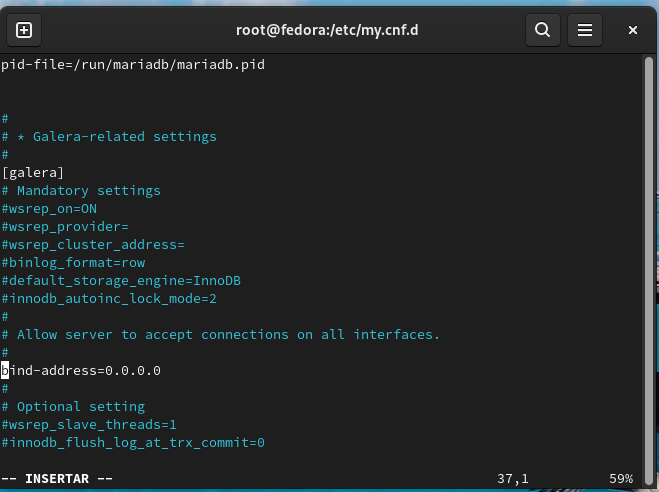 root@fedora:/etc/my.cnf.d
pid-file=/run/mariadb/mariadb.pid
#
# * Galera-related settings
#
[galera]
# Mandatory settings
#wsrep_on=ON
#wsrep_provider=
#wsrep_cluster_address=
#binlog_format=row
#default_storage_engine=InnoDB
#innodb_autoinc_lock_mode=2
#
# Allow server to accept connections on all interfaces.
#
bind-address=0.0.0.0
#
# Optional setting
#wsrep_slave_threads=1
#innodb_flush_log_at_trx_commit=0
-- INSERTAR -- 37,1 59%